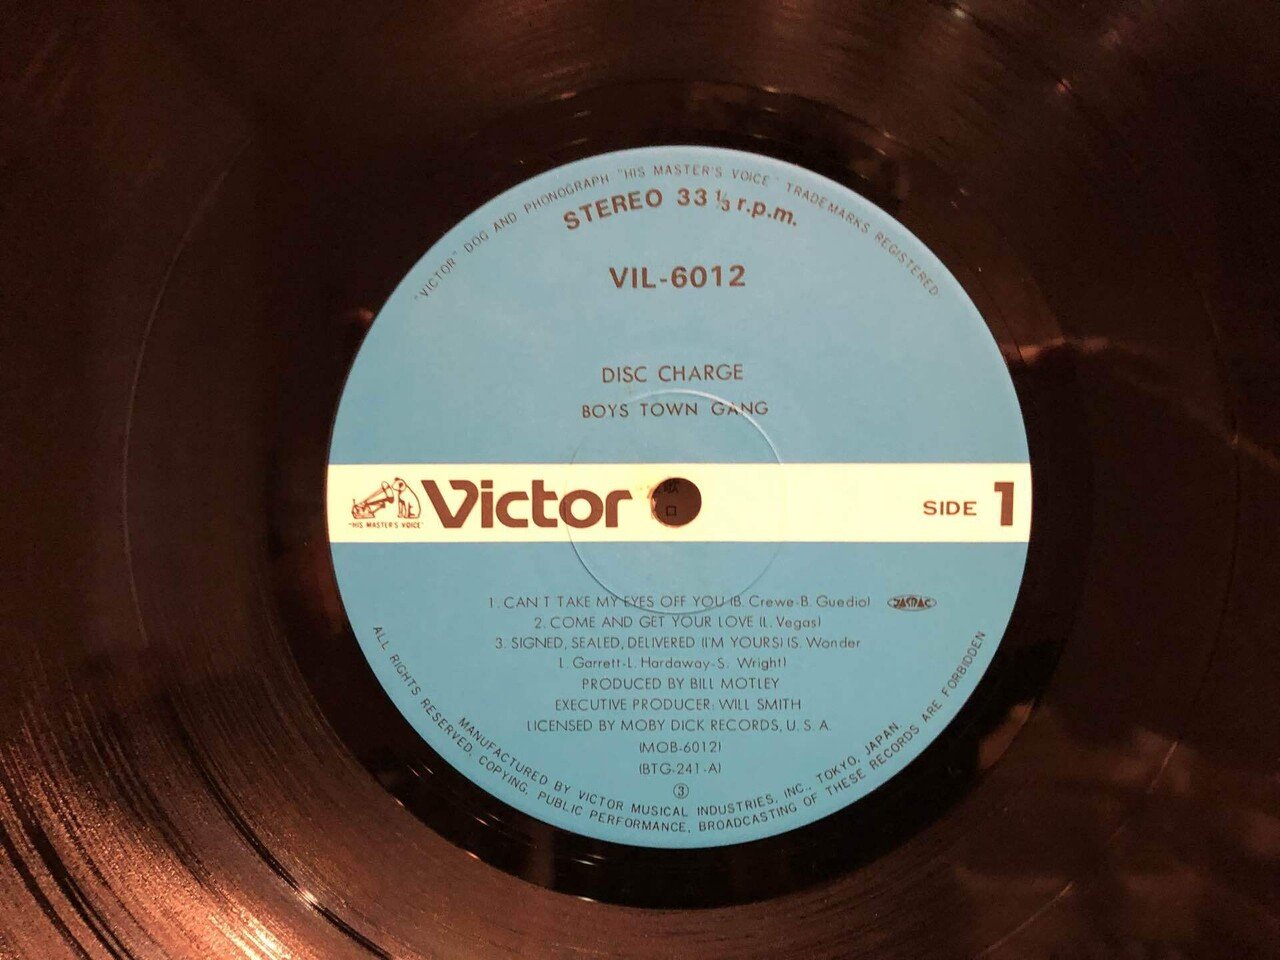 "VICTOR" DOG AND PHONOGRAPH "HIS MASTER'S VOICE" TRADEMARKS REGISTERED
STEREO 33 1/3 r.p.m.
VIL-6012
DISC CHARGE
BOYS TOWN GANG
"HIS MASTER'S VOICE"
Victor
歌
口
SIDE 1
1. CAN'T TAKE MY EYES OFF YOU (B. Crewe-B. Guedio) JASRAC
2. COME AND GET YOUR LOVE (L. Vegas)
3. SIGNED, SEALED, DELIVERED (I'M YOURS) (S. Wonder
L. Garrett-L. Hardaway-S. Wright)
PRODUCED BY BILL MOTLEY
EXECUTIVE PRODUCER: WILL SMITH
LICENSED BY MOBY DICK RECORDS, U. S. A.
(MOB-6012)
(BTG-241-A)
③
MANUFACTURED BY VICTOR MUSICAL INDUSTRIES, INC., TOKYO, JAPAN.
ALL RIGHTS RESERVED. COPYING, PUBLIC PERFORMANCE, BROADCASTING OF THESE RECORDS ARE FORBIDDEN